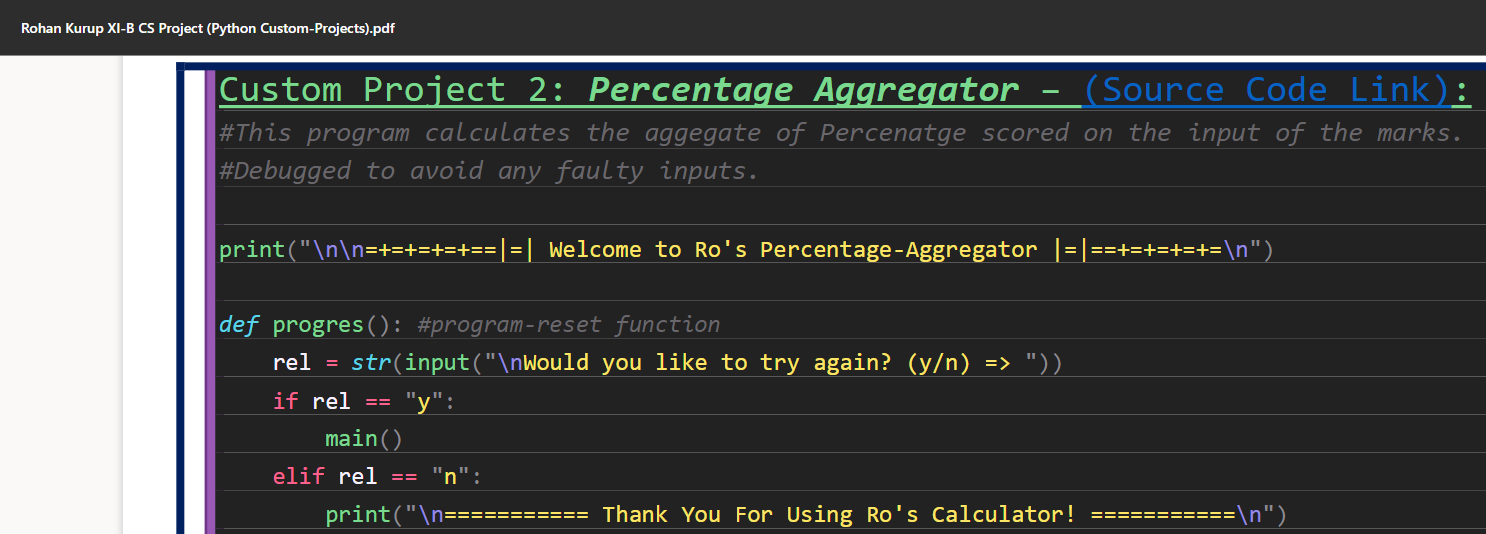 Rohan Kurup XI-B CS Project (Python Custom-Projects).pdf
Custom Project 2: Percentage Aggregator – (Source Code Link):
#This program calculates the aggegate of Percenatge scored on the input of the marks.
#Debugged to avoid any faulty inputs.
print("\n\n=+=+=+=+==|=| Welcome to Ro's Percentage-Aggregator |=|==+=+=+=+=\n")
def progres(): #program-reset function
    rel = str(input("\nWould you like to try again? (y/n) => "))
    if rel == "y":
        main()
    elif rel == "n":
        print("\n=========== Thank You For Using Ro's Calculator! ===========\n")